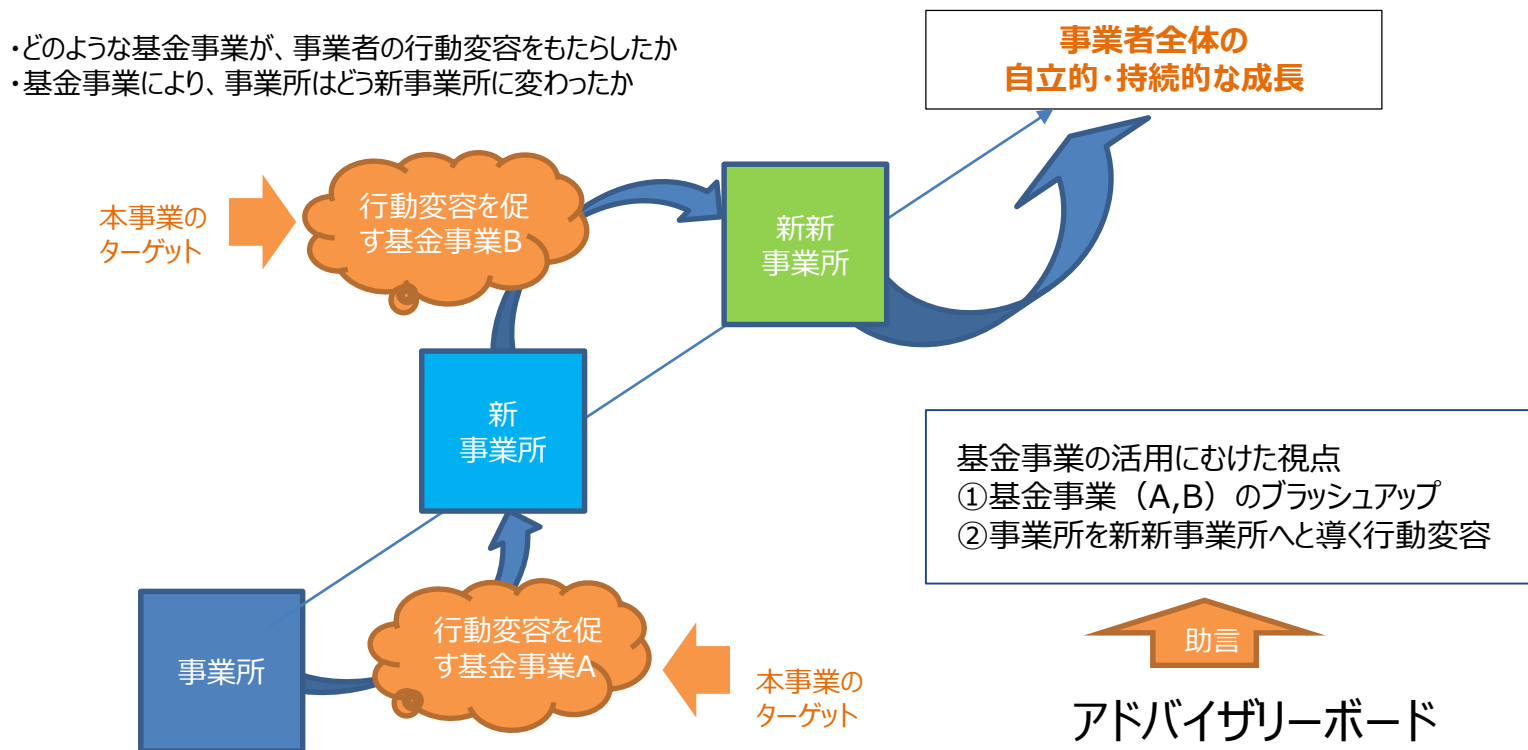 ・どのような基金事業が、事業者の行動変容をもたらしたか
・基金事業により、事業所はどう新事業所に変わったか
事業者全体の
自立的・持続的な成長
本事業の
ターゲット
行動変容を促
す基金事業B
新新
事業所
新
事業所
基金事業の活用にむけた視点
①基金事業（A,B）のブラッシュアップ
②事業所を新新事業所へと導く行動変容
事業所
行動変容を促
す基金事業A
本事業の
ターゲット
助言
アドバイザリーボード